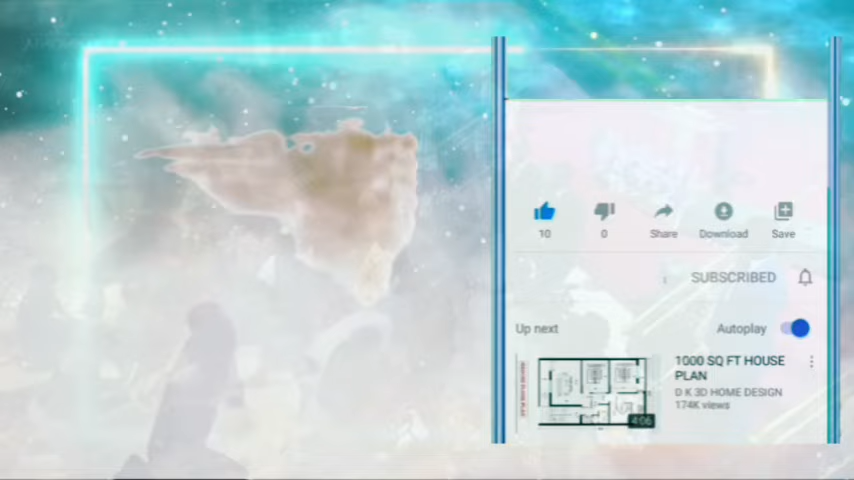 10
0
Share
Download
Save
SUBSCRIBED
Up next
Autoplay
1000 SQ FT HOUSE
PLAN
D K 3D HOME DESIGN
174K views
4:06